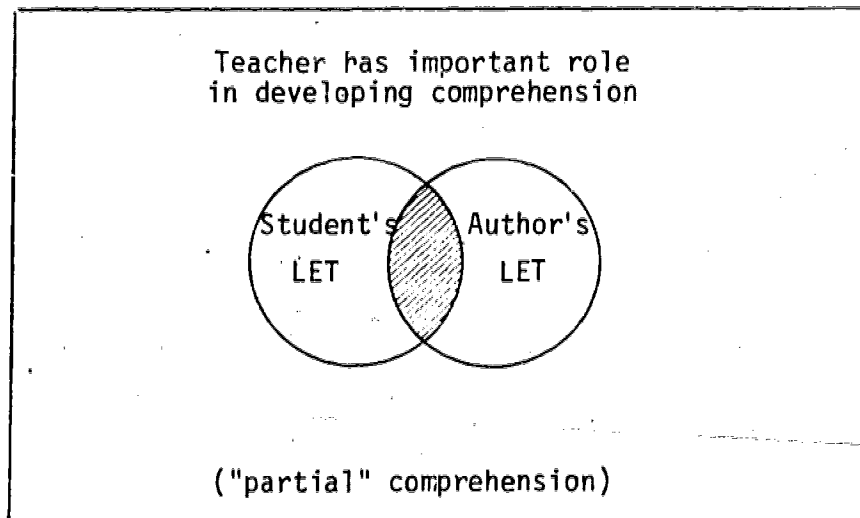 Teacher has important role
in developing comprehension
Student's
LET
Author's
LET
("partial" comprehension)